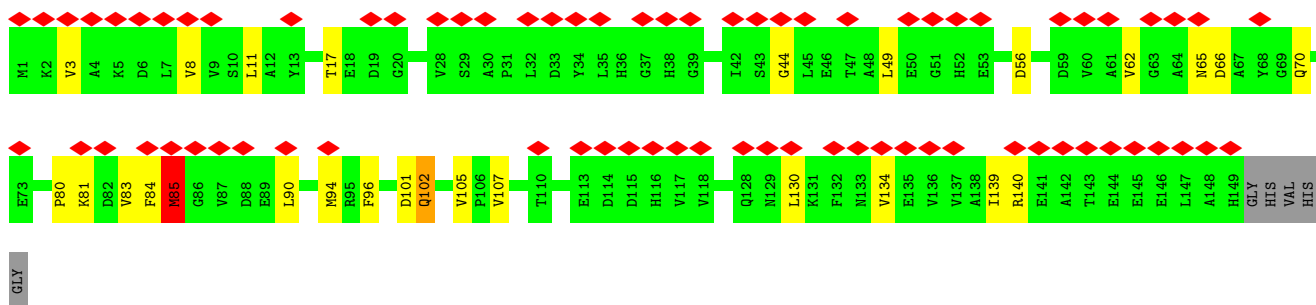 M1 K2 V3 A4 K5 D6 L7 V8 V9 S10 L11 A12 Y13 T17 E18 D19 G20 V28 S29 A30 P31 L32 D33 Y34 L35 H36 G37 H38 G39 I42 S43 G44 L45 E46 T47 A48 L49 E50 G51 H52 E53 D56 D59 V60 A61 V62 G63 A64 N65 D66 A67 Y68 G69 Q70
E73 P80 K81 D82 V83 F84 M85 G86 V87 D88 E89 L90 M94 R95 F96 D101 Q102 V105 P106 V107 T110 E113 D114 D115 H116 V117 V118 Q128 N129 L130 K131 F132 N133 V134 E135 V136 V137 A138 I139 R140 E141 A142 T143 E144 E145 E146 L147 A148 H149 GLY HIS VAL HIS
GLY